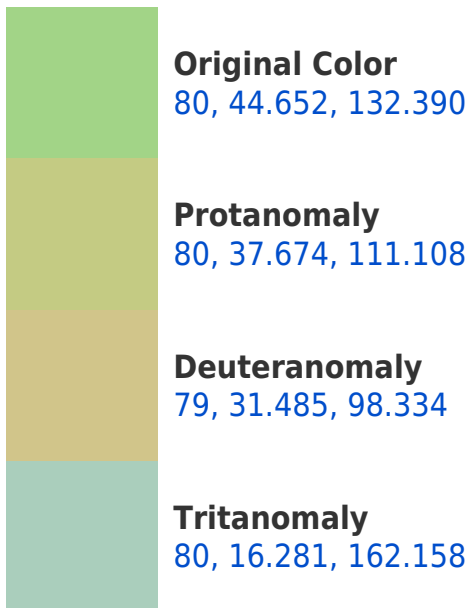 Original Color
80, 44.652, 132.390
Protanomaly
80, 37.674, 111.108
Deuteranomaly
79, 31.485, 98.334
Tritanomaly
80, 16.281, 162.158